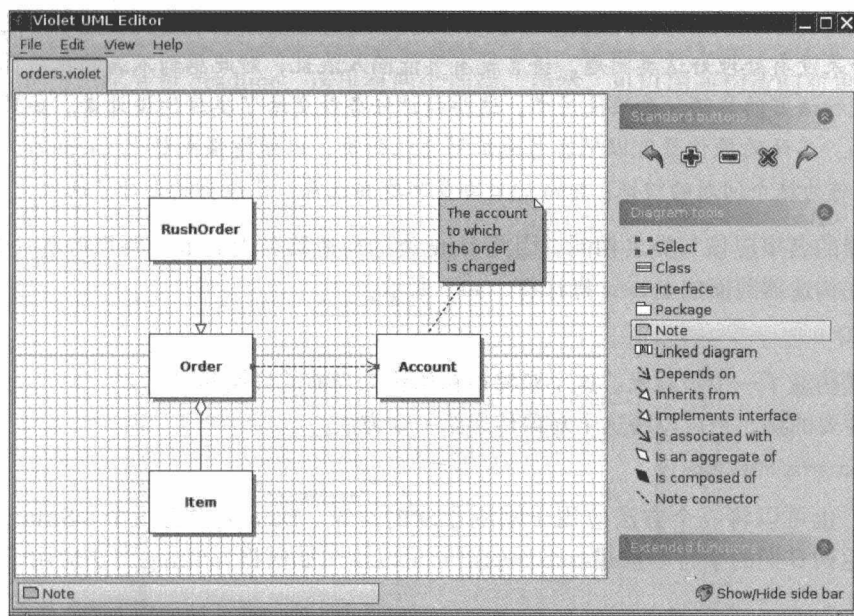 Violet UML Editor
File Edit View Help
orders.violet
Standard buttons
RushOrder
The account
to which
the order
is charged
Diagram tools
Select
Class
Interface
Package
Note
Linked diagram
Depends on
Inherits from
Implements interface
Is associated with
Is an aggregate of
Is composed of
Note connector
Order
Account
Item
Extended functions
Note
Show/Hide side bar